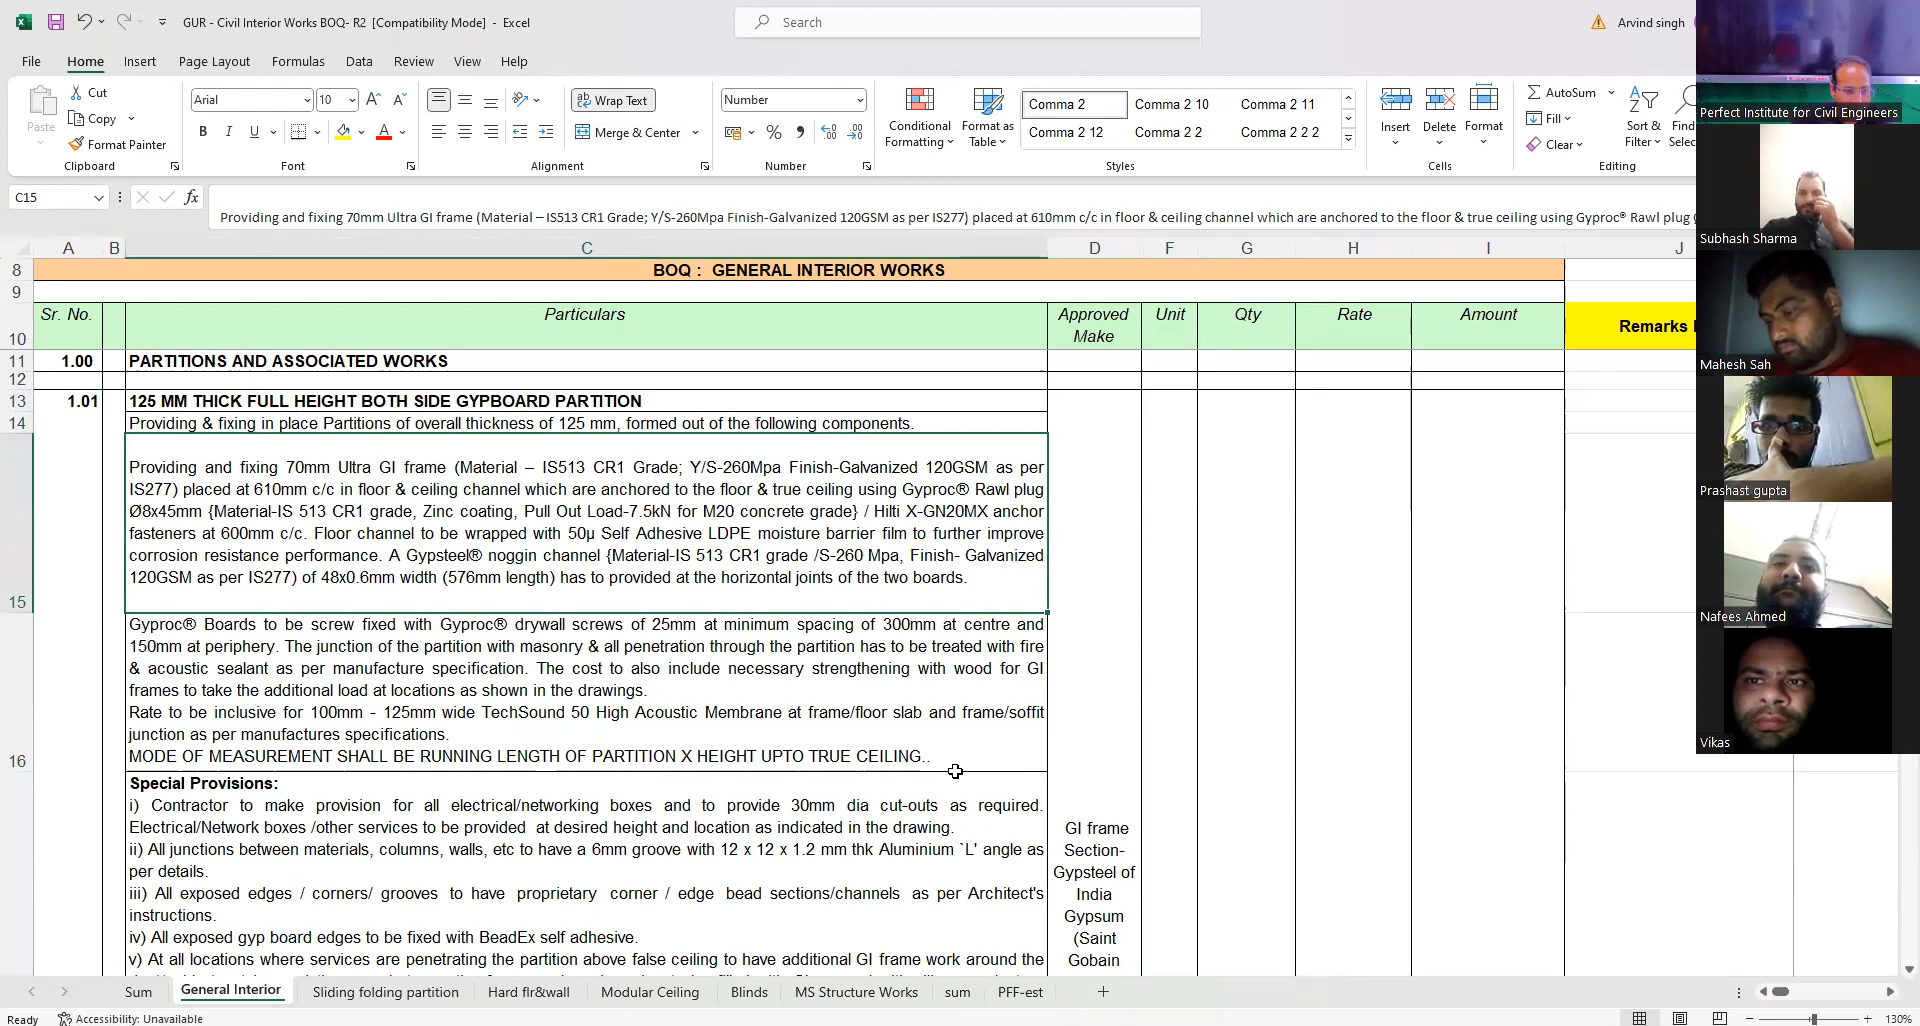 GUR - Civil Interior Works BOQ- R2 [Compatibility Mode] - Excel
Search
Arvind singh
File Home Insert Page Layout Formulas Data Review View Help
Paste
Cut
Copy
Format Painter
Clipboard
Arial 10
B I U
Font
Wrap Text
Merge & Center
Alignment
Number
Number
Conditional Formatting
Format as Table
Comma 2 Comma 2 10 Comma 2 11
Comma 2 12 Comma 2 2 Comma 2 2 2
Styles
Insert Delete Format
Cells
AutoSum
Fill
Clear
Sort & Filter
Find
Selec
Editing
C15
fx
Providing and fixing 70mm Ultra GI frame (Material – IS513 CR1 Grade; Y/S-260Mpa Finish-Galvanized 120GSM as per IS277) placed at 610mm c/c in floor & ceiling channel which are anchored to the floor & true ceiling using Gyproc® Rawl plug
A B C D F G H I J
8 BOQ : GENERAL INTERIOR WORKS
9
10 Sr. No. Particulars Approved Make Unit Qty Rate Amount Remarks
11 1.00 PARTITIONS AND ASSOCIATED WORKS
12
13 1.01 125 MM THICK FULL HEIGHT BOTH SIDE GYPBOARD PARTITION
14 Providing & fixing in place Partitions of overall thickness of 125 mm, formed out of the following components.
Providing and fixing 70mm Ultra GI frame (Material – IS513 CR1 Grade; Y/S-260Mpa Finish-Galvanized 120GSM as per
IS277) placed at 610mm c/c in floor & ceiling channel which are anchored to the floor & true ceiling using Gyproc® Rawl plug
Ø8x45mm {Material-IS 513 CR1 grade, Zinc coating, Pull Out Load-7.5kN for M20 concrete grade} / Hilti X-GN20MX anchor
fasteners at 600mm c/c. Floor channel to be wrapped with 50µ Self Adhesive LDPE moisture barrier film to further improve
corrosion resistance performance. A Gypsteel® noggin channel {Material-IS 513 CR1 grade /S-260 Mpa, Finish- Galvanized
120GSM as per IS277) of 48x0.6mm width (576mm length) has to provided at the horizontal joints of the two boards.
15
Gyproc® Boards to be screw fixed with Gyproc® drywall screws of 25mm at minimum spacing of 300mm at centre and
150mm at periphery. The junction of the partition with masonry & all penetration through the partition has to be treated with fire
& acoustic sealant as per manufacture specification. The cost to also include necessary strengthening with wood for GI
frames to take the additional load at locations as shown in the drawings.
Rate to be inclusive for 100mm - 125mm wide TechSound 50 High Acoustic Membrane at frame/floor slab and frame/soffit
junction as per manufactures specifications.
MODE OF MEASUREMENT SHALL BE RUNNING LENGTH OF PARTITION X HEIGHT UPTO TRUE CEILING..
16
Special Provisions:
i) Contractor to make provision for all electrical/networking boxes and to provide 30mm dia cut-outs as required.
Electrical/Network boxes /other services to be provided at desired height and location as indicated in the drawing.
ii) All junctions between materials, columns, walls, etc to have a 6mm groove with 12 x 12 x 1.2 mm thk Aluminium `L' angle as
per details.
iii) All exposed edges / corners/ grooves to have proprietary corner / edge bead sections/channels as per Architect's
instructions.
iv) All exposed gyp board edges to be fixed with BeadEx self adhesive.
v) At all locations where services are penetrating the partition above false ceiling to have additional GI frame work around the
GI frame
Section-
Gypsteel of
India
Gypsum
(Saint
Gobain
Perfect Institute for Civil Engineers
Subhash Sharma
Mahesh Sah
Prashast gupta
Nafees Ahmed
Vikas
Sum General Interior Sliding folding partition Hard flr&wall Modular Ceiling Blinds MS Structure Works sum PFF-est
Ready Accessibility: Unavailable 130%